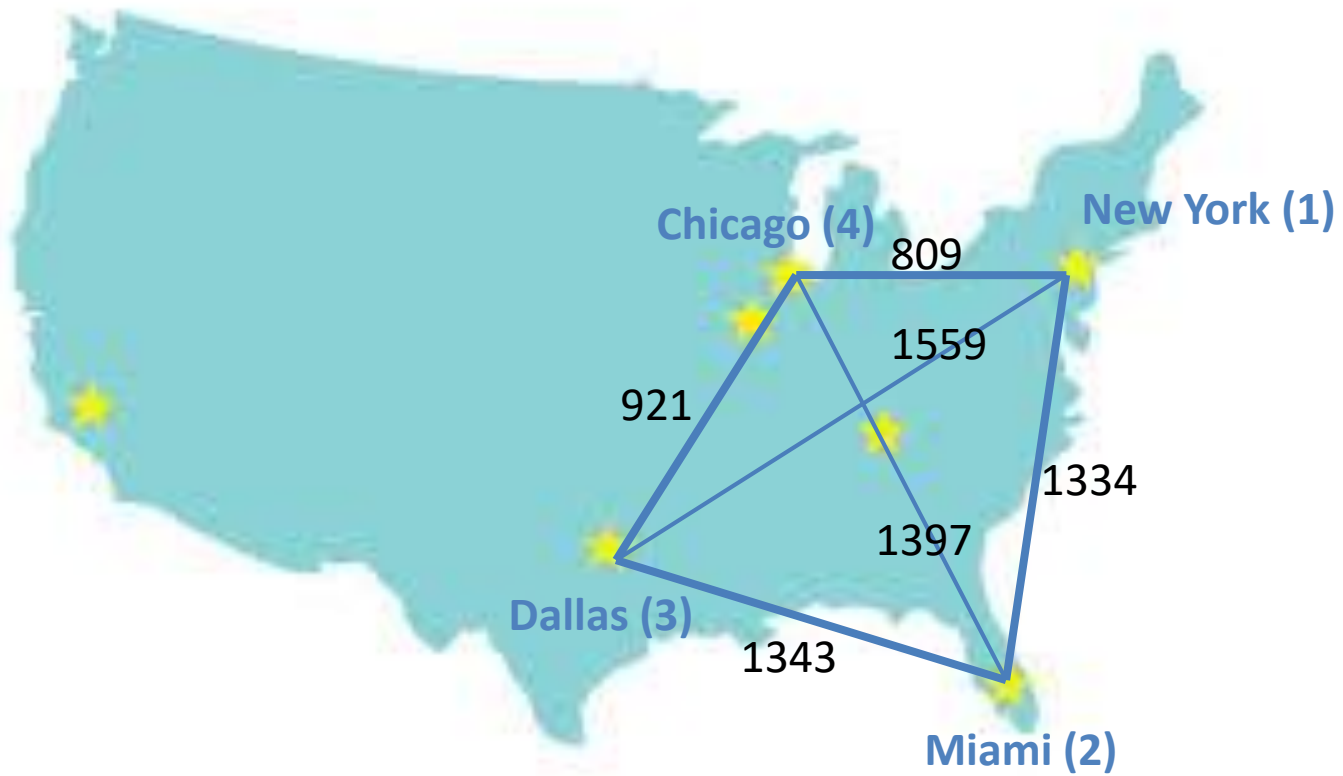 New York (1)
Chicago (4)
809
1559
921
1334
1397
Dallas (3)
1343
Miami (2)